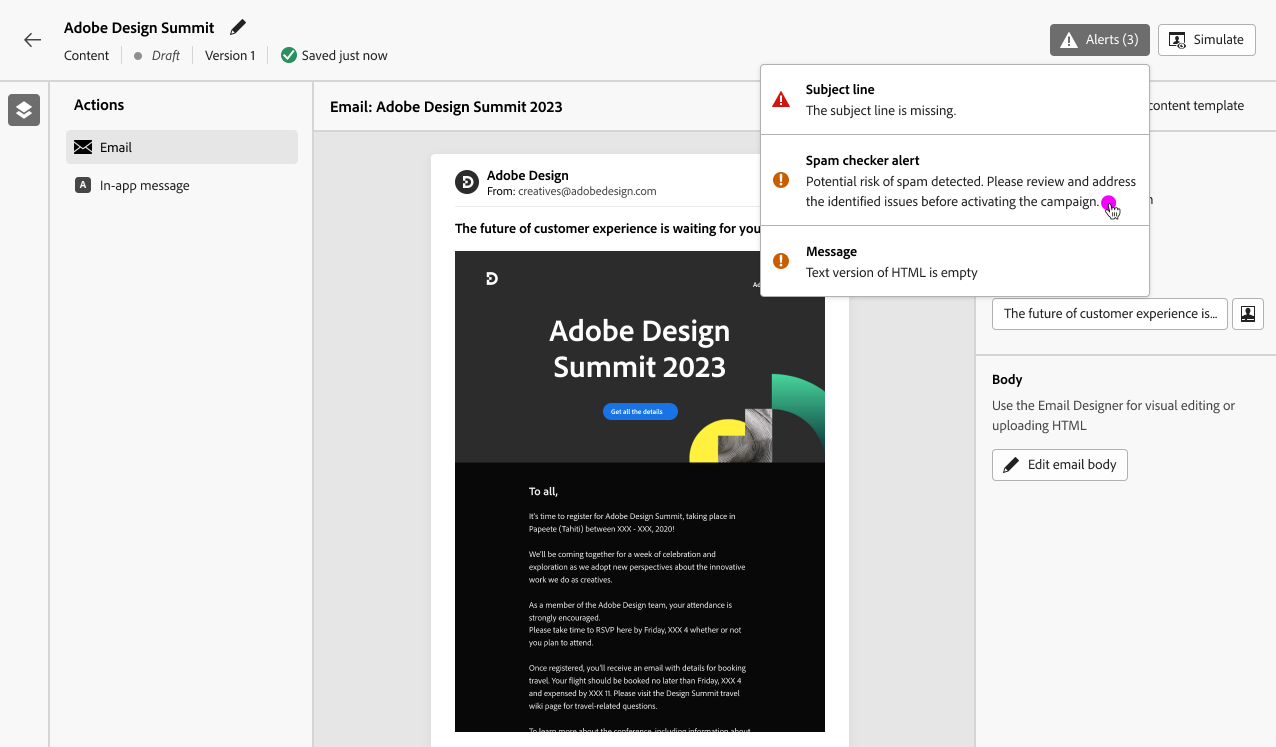 Adobe Design Summit
Content
Draft
Version 1
Saved just now
Alerts (3)
Simulate
Actions
Email
A
In-app message
Email: Adobe Design Summit 2023
content template
Subject line
The subject line is missing.
Spam checker alert
Potential risk of spam detected. Please review and address
the identified issues before activating the campaign.
Message
Text version of HTML is empty
Adobe Design
From: creatives@adobedesign.com
The future of customer experience is waiting for you
Adobe Design
Summit 2023
Get all the details
To all,
It's time to register for Adobe Design Summit, taking place in
Papeete (Tahiti) between XXX - XXX, 2020!
We'll be coming together for a week of celebration and
exploration as we adopt new perspectives about the innovative
work we do as creatives.
As a member of the Adobe Design team, your attendance is
strongly encouraged.
Please take time to RSVP here by Friday, XXX 4 whether or not
you plan to attend.
Once registered, you'll receive an email with details for booking
travel. Your flight should be booked no later than Friday, XXX 4
and expensed by XXX 11. Please visit the Design Summit travel
wiki page for travel-related questions.
To learn more about the conference, including information about
The future of customer experience is...
Body
Use the Email Designer for visual editing or
uploading HTML
Edit email body